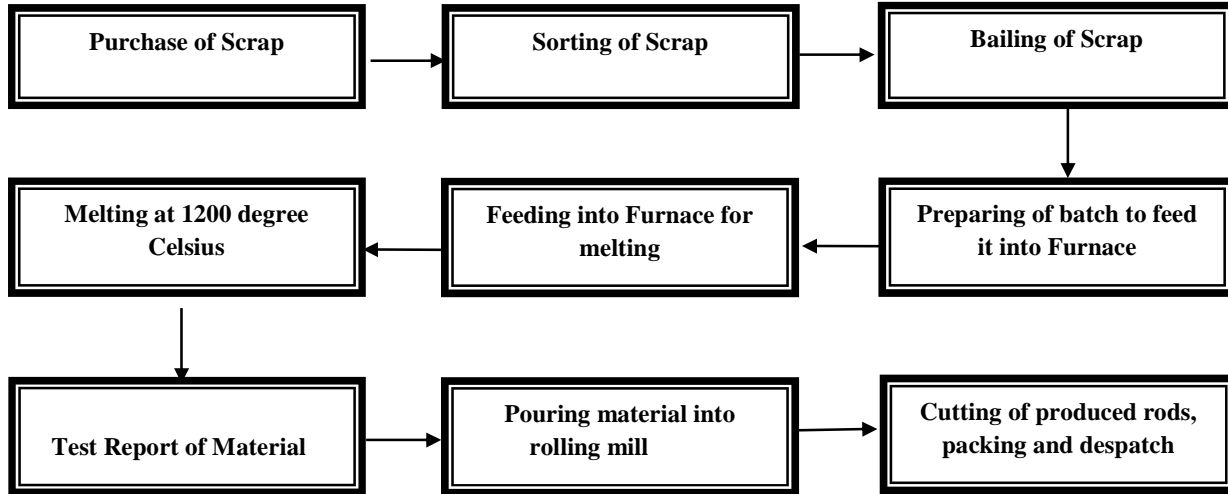 Purchase of Scrap
Sorting of Scrap
Bailing of Scrap
Preparing of batch to feed
it into Furnace
Feeding into Furnace for
melting
Melting at 1200 degree
Celsius
Test Report of Material
Pouring material into
rolling mill
Cutting of produced rods,
packing and despatch